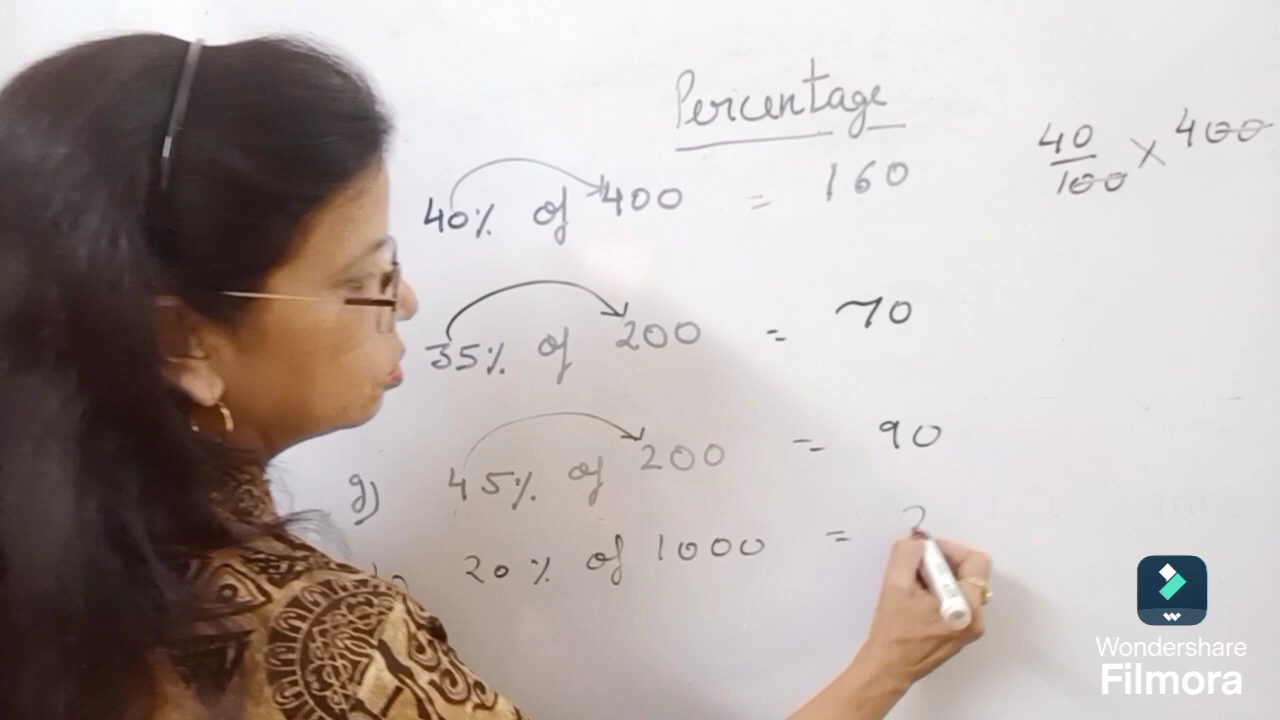 Percentage
40% of 400 = 160
40/100 × 400
35% of 200 = 70
g) 45% of 200 = 90
20% of 1000 = 2
Wondershare
Filmora